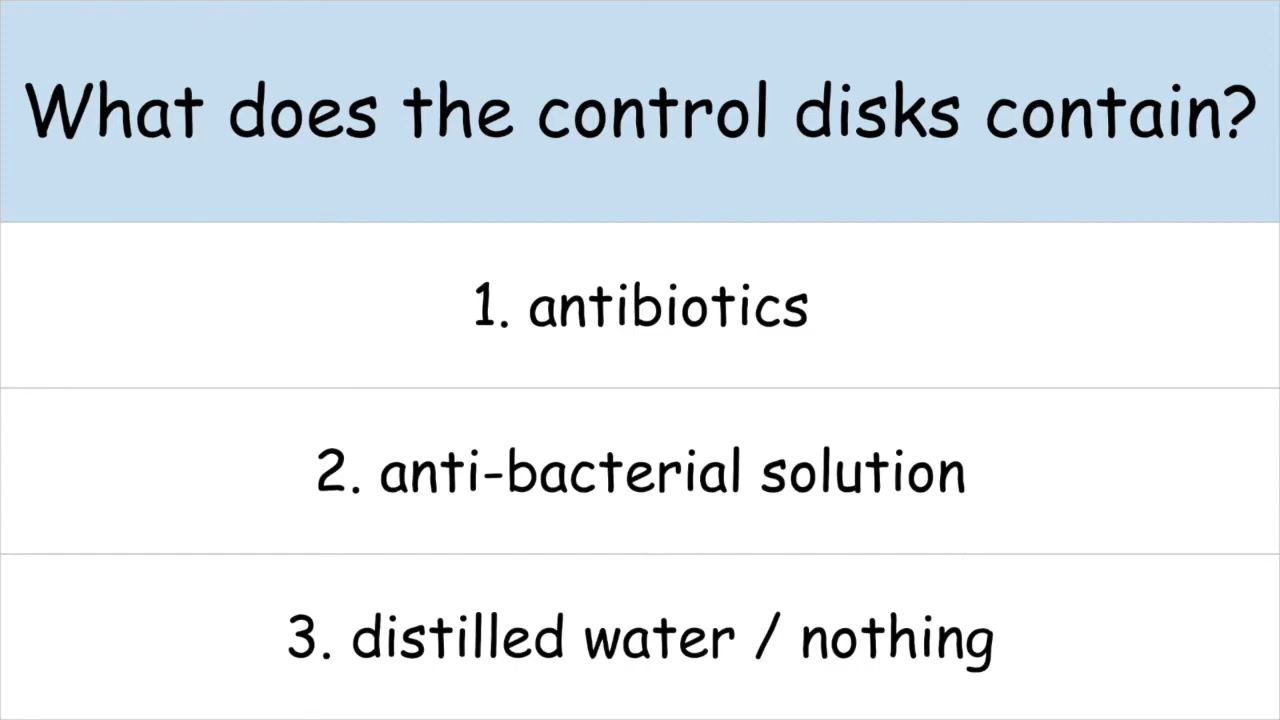 What does the control disks contain?
1. antibiotics
2. anti-bacterial solution
3. distilled water / nothing